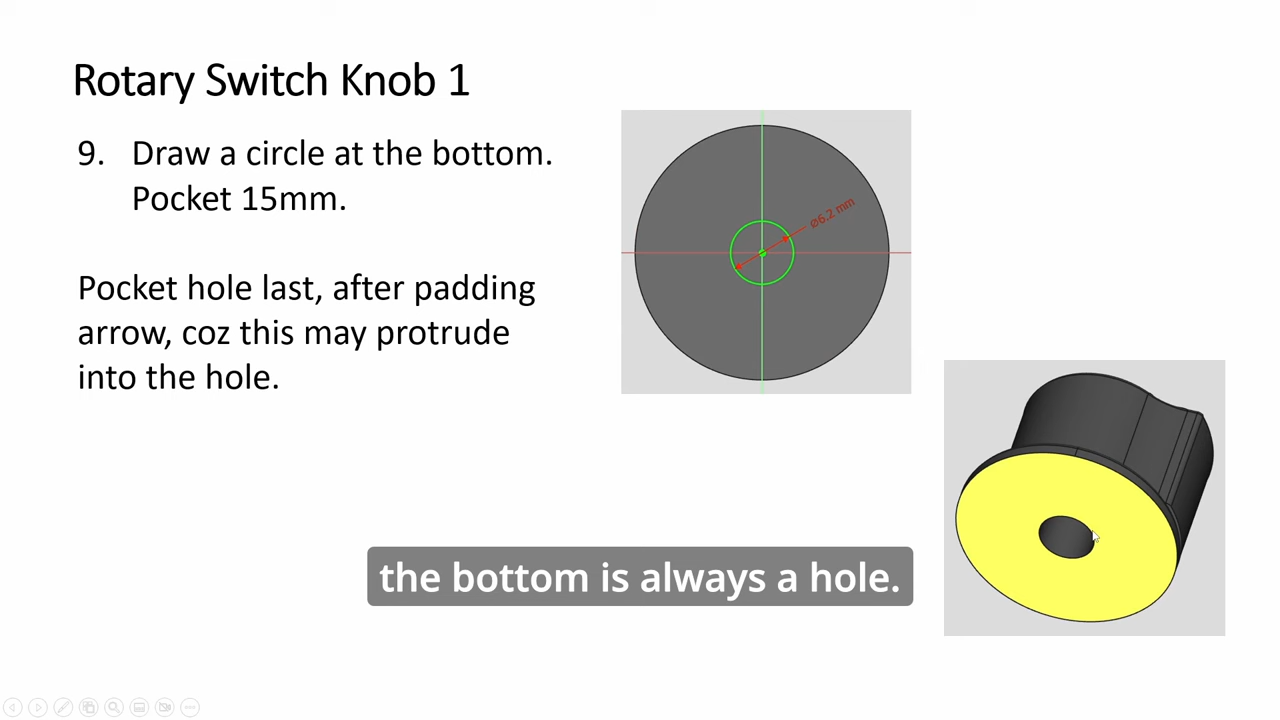 Rotary Switch Knob 1
9. Draw a circle at the bottom.
Pocket 15mm.
Pocket hole last, after padding
arrow, coz this may protrude
into the hole.
⌀6.2 mm
the bottom is always a hole.